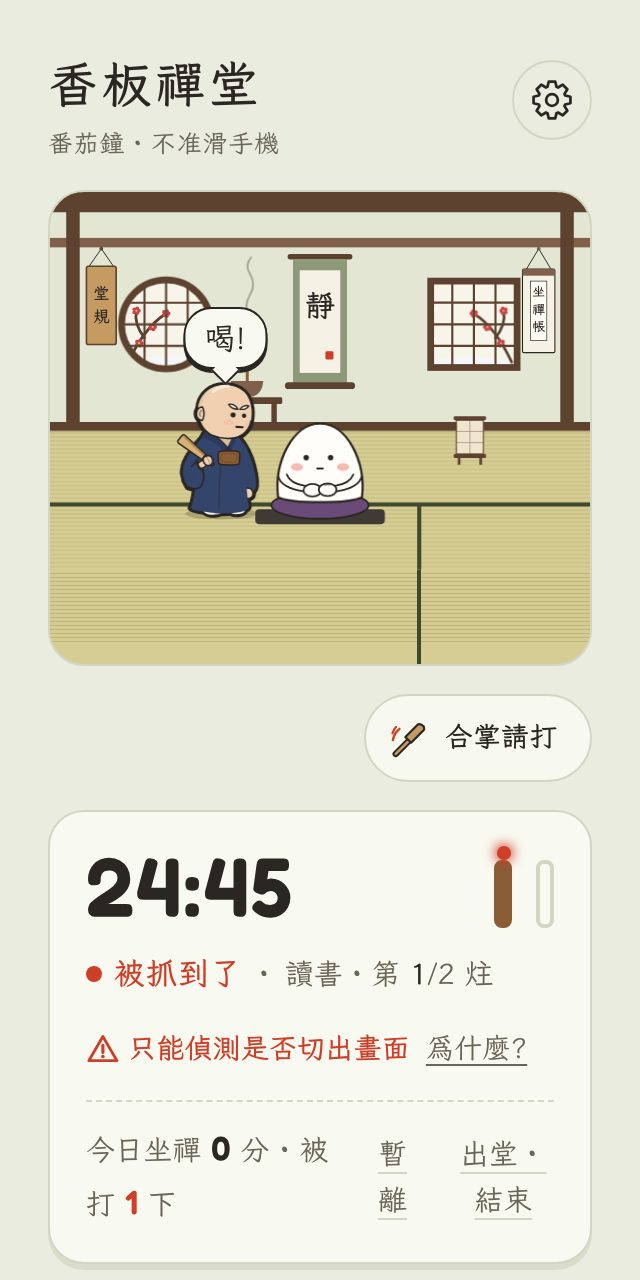 香板禪堂
番茄鐘・不准滑手機
堂規
靜
坐禪帳
喝!
合掌請打
24:45
被抓到了 ・ 讀書・第 1/2 炷
只能偵測是否切出畫面 爲什麼?
今日坐禪 0 分・被
打 1 下
暫
離
出堂・
結束